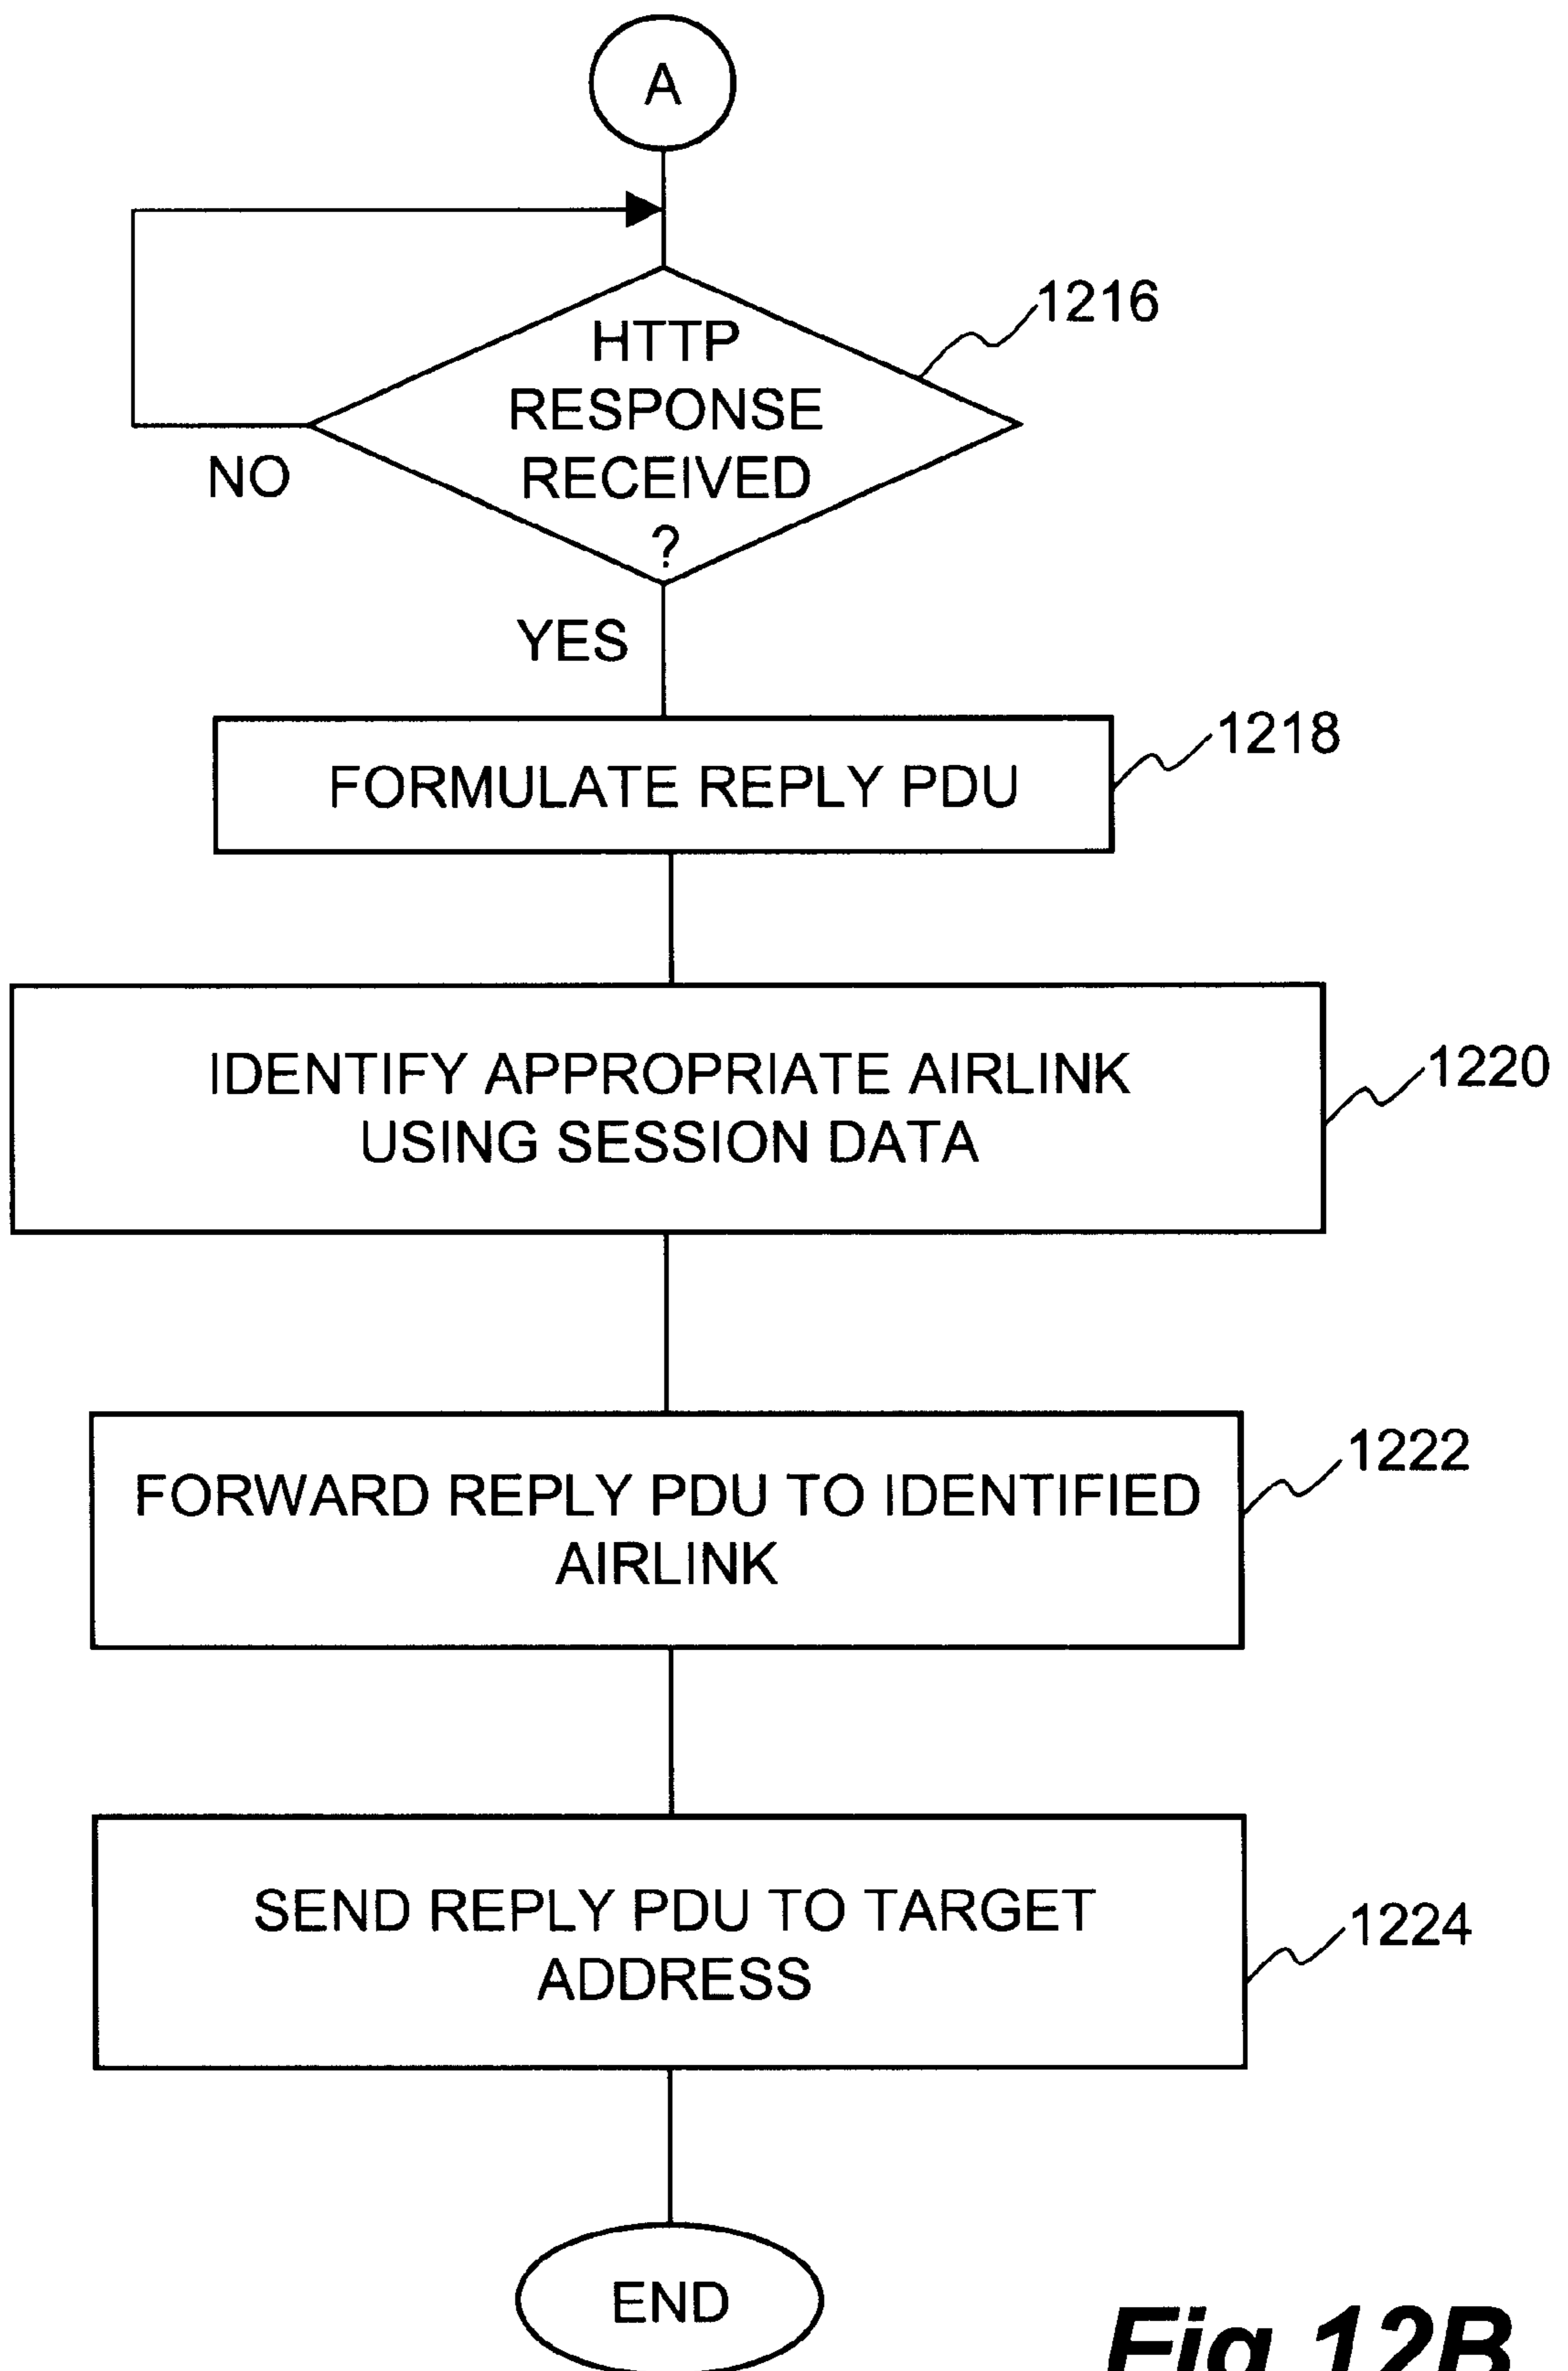 A
HTTP
RESPONSE
RECEIVED
?
1216
NO
YES
FORMULATE REPLY PDU
1218
IDENTIFY APPROPRIATE AIRLINK
USING SESSION DATA
1220
FORWARD REPLY PDU TO IDENTIFIED
AIRLINK
1222
SEND REPLY PDU TO TARGET
ADDRESS
1224
END
Fig 12B